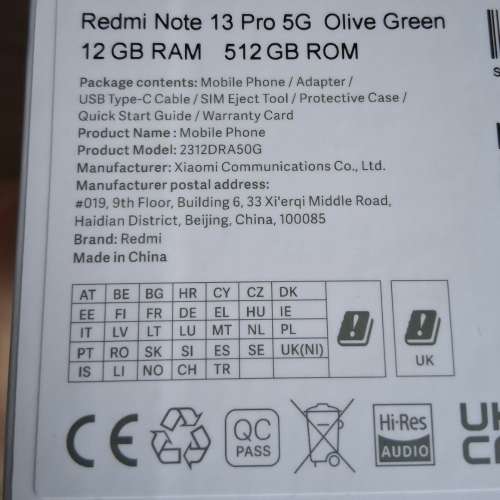 Redmi Note 13 Pro 5G Olive Green
12 GB RAM 512 GB ROM
Package contents: Mobile Phone / Adapter /
USB Type-C Cable / SIM Eject Tool / Protective Case /
Quick Start Guide / Warranty Card
Product Name : Mobile Phone
Product Model: 2312DRA50G
Manufacturer: Xiaomi Communications Co., Ltd.
Manufacturer postal address:
#019, 9th Floor, Building 6, 33 Xi'erqi Middle Road,
Haidian District, Beijing, China, 100085
Brand: Redmi
Made in China
AT BE BG HR CY CZ DK
EE FI FR DE EL HU IE
IT LV LT LU MT NL PL
PT RO SK SI ES SE UK(NI)
IS LI NO CH TR
UK
CE
QC
PASS
Hi-Res
AUDIO
UK
CA